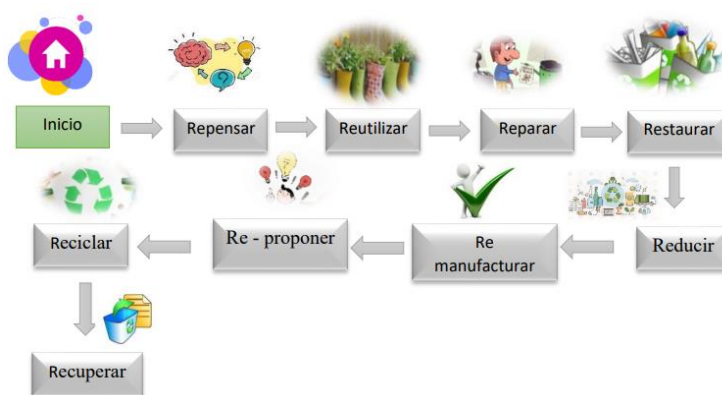 Inicio
Repensar
Reutilizar
Reparar
Restaurar
Reducir
Re
manufacturar
Re - proponer
Reciclar
Recuperar